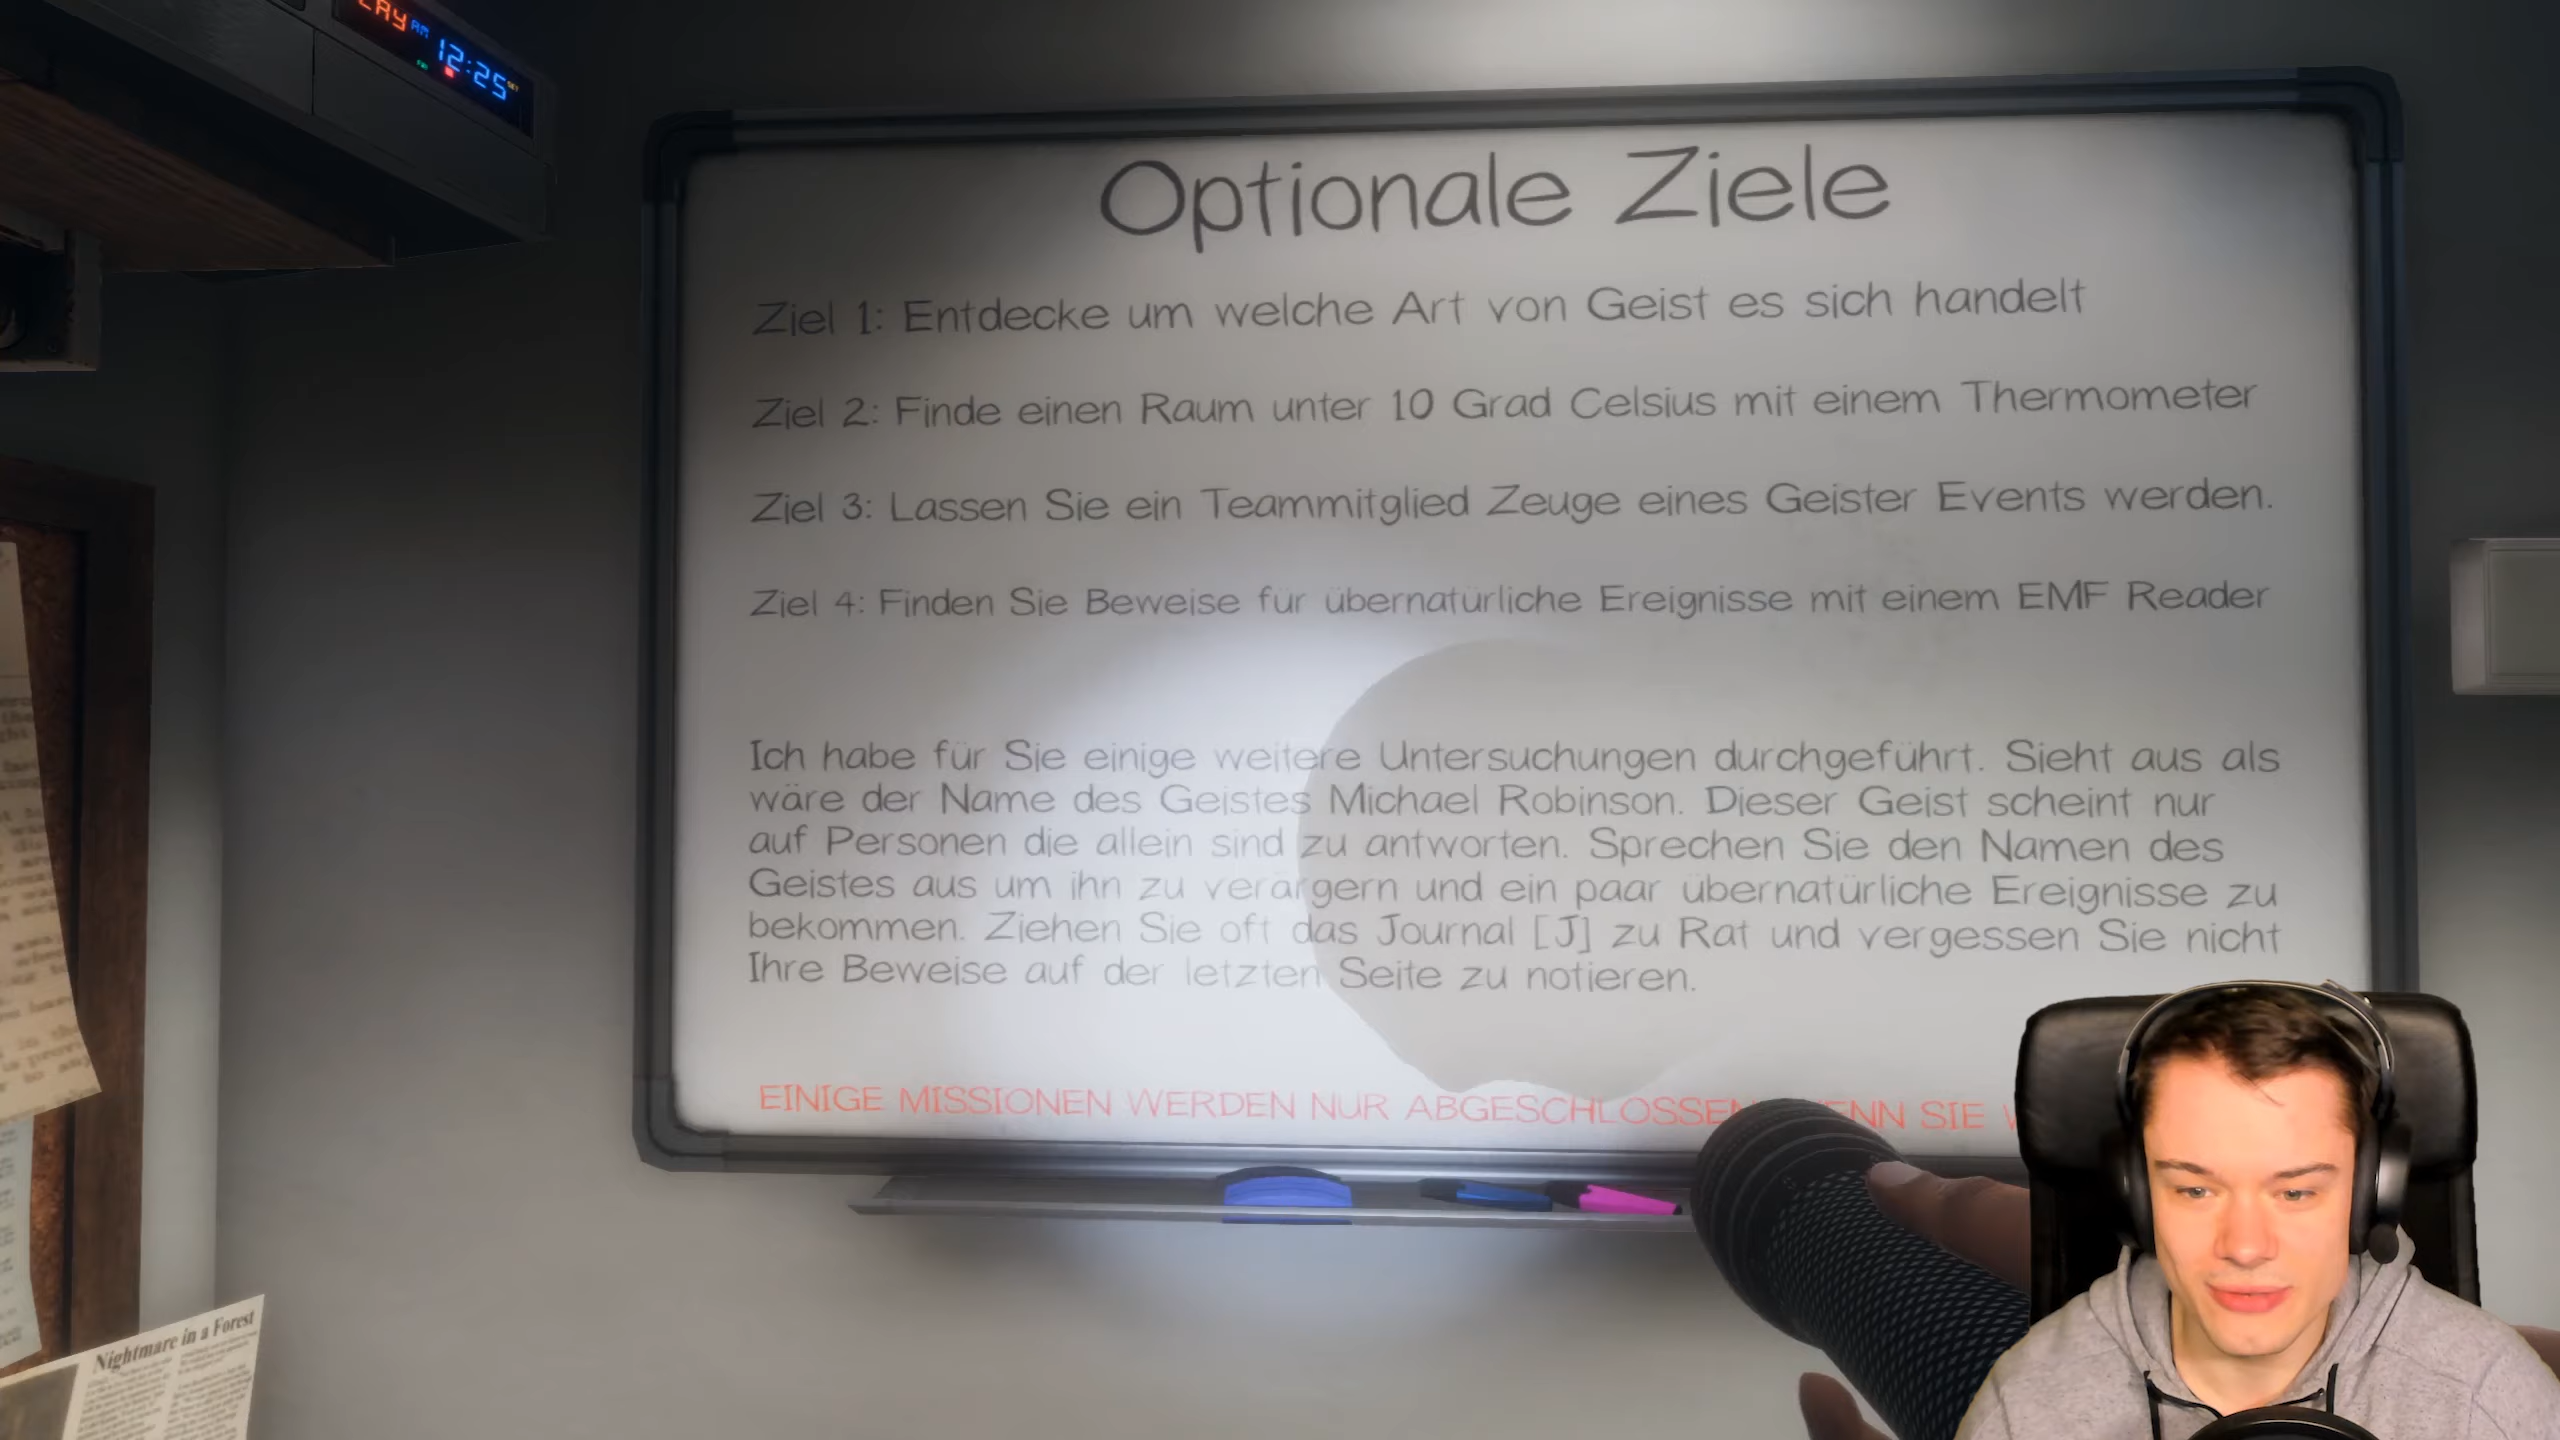 AM 12:25
Optionale Ziele
Ziel 1: Entdecke um welche Art von Geist es sich handelt
Ziel 2: Finde einen Raum unter 10 Grad Celsius mit einem Thermometer
Ziel 3: Lassen Sie ein Teammitglied Zeuge eines Geister Events werden.
Ziel 4: Finden Sie Beweise für übernatürliche Ereignisse mit einem EMF Reader
Ich habe für Sie einige weitere Untersuchungen durchgeführt. Sieht aus als
wäre der Name des Geistes Michael Robinson. Dieser Geist scheint nur
auf Personen die allein sind zu antworten. Sprechen Sie den Namen des
Geistes aus um ihn zu verärgern und ein paar übernatürliche Ereignisse zu
bekommen. Ziehen Sie oft das Journal [J] zu Rat und vergessen Sie nicht
Ihre Beweise auf der letzten Seite zu notieren.
EINIGE MISSIONEN WERDEN NUR ABGESCHLOSSEN SIE
Nightmare in a Forest